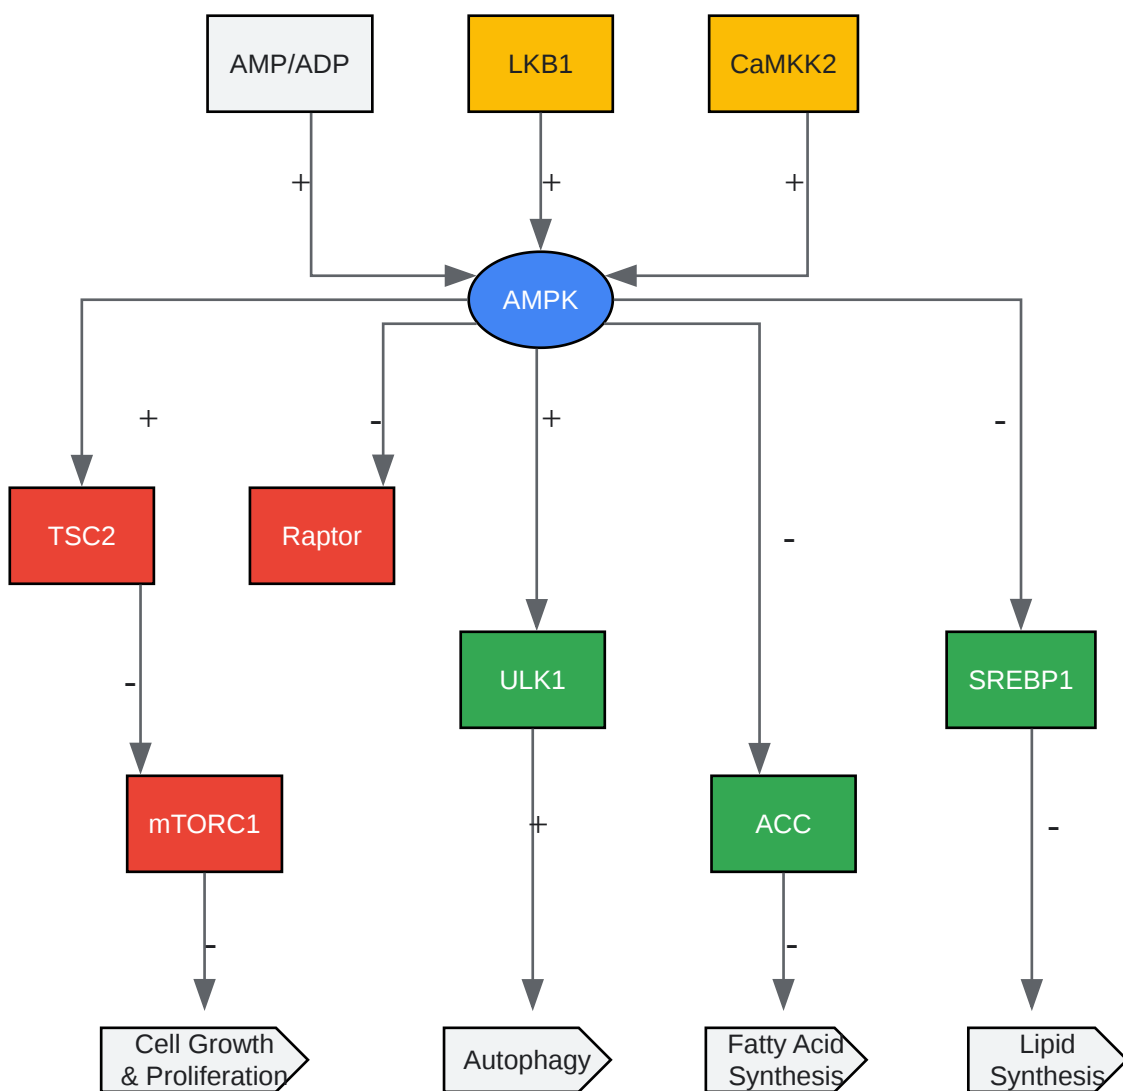 AMP/ADP
LKB1
CaMKK2
+
+
+
AMPK
+
-
+
-
-
TSC2
Raptor
-
ULK1
SREBP1
-
mTORC1
+
ACC
-
-
-
Cell Growth
& Proliferation
Autophagy
Fatty Acid
Synthesis
Lipid
Synthesis